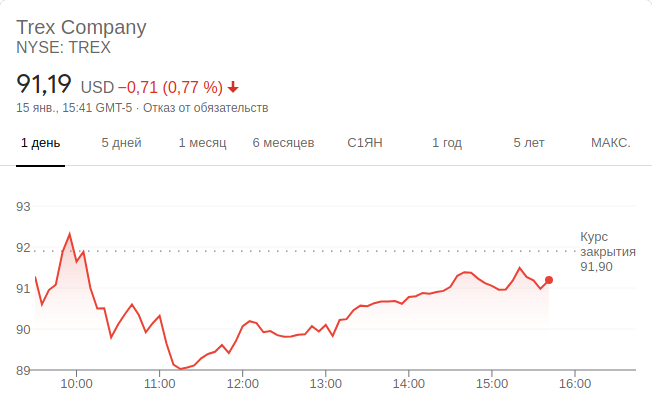 Trex Company
NYSE: TREX
91,19 USD −0,71 (0,77 %)
15 янв., 15:41 GMT-5 · Отказ от обязательств
1 день 5 дней 1 месяц 6 месяцев С1ЯН 1 год 5 лет МАКС.
93
92
91
90
89
Курс
закрытия
91,90
10:00 11:00 12:00 13:00 14:00 15:00 16:00